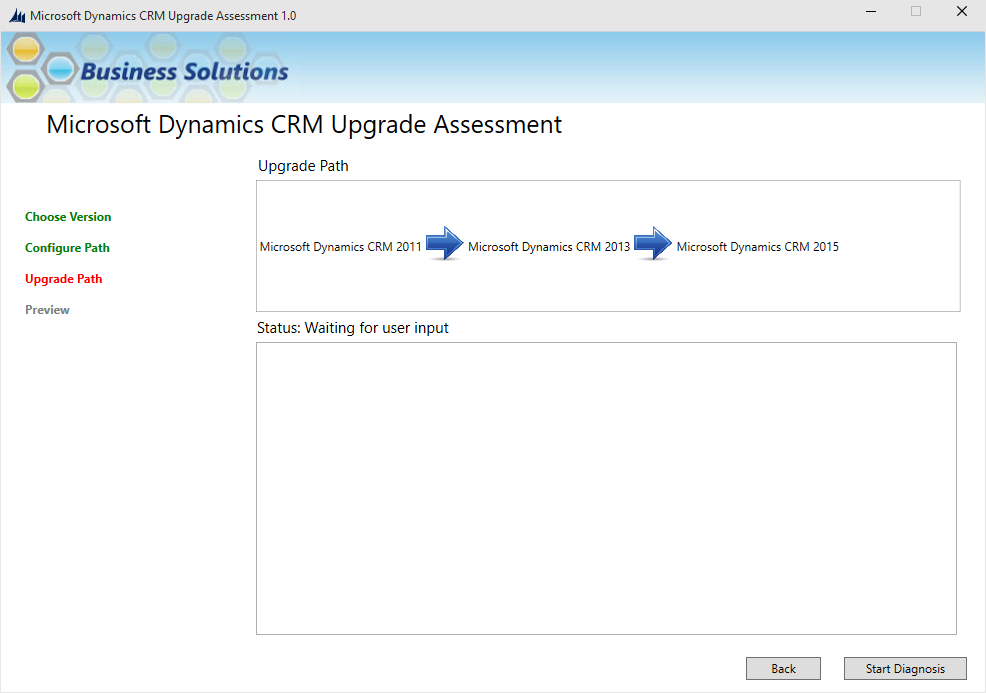 Microsoft Dynamics CRM Upgrade Assessment 1.0
Business Solutions
Microsoft Dynamics CRM Upgrade Assessment
Upgrade Path
Choose Version
Configure Path
Upgrade Path
Preview
Microsoft Dynamics CRM 2011 Microsoft Dynamics CRM 2013 Microsoft Dynamics CRM 2015
Status: Waiting for user input
Back Start Diagnosis